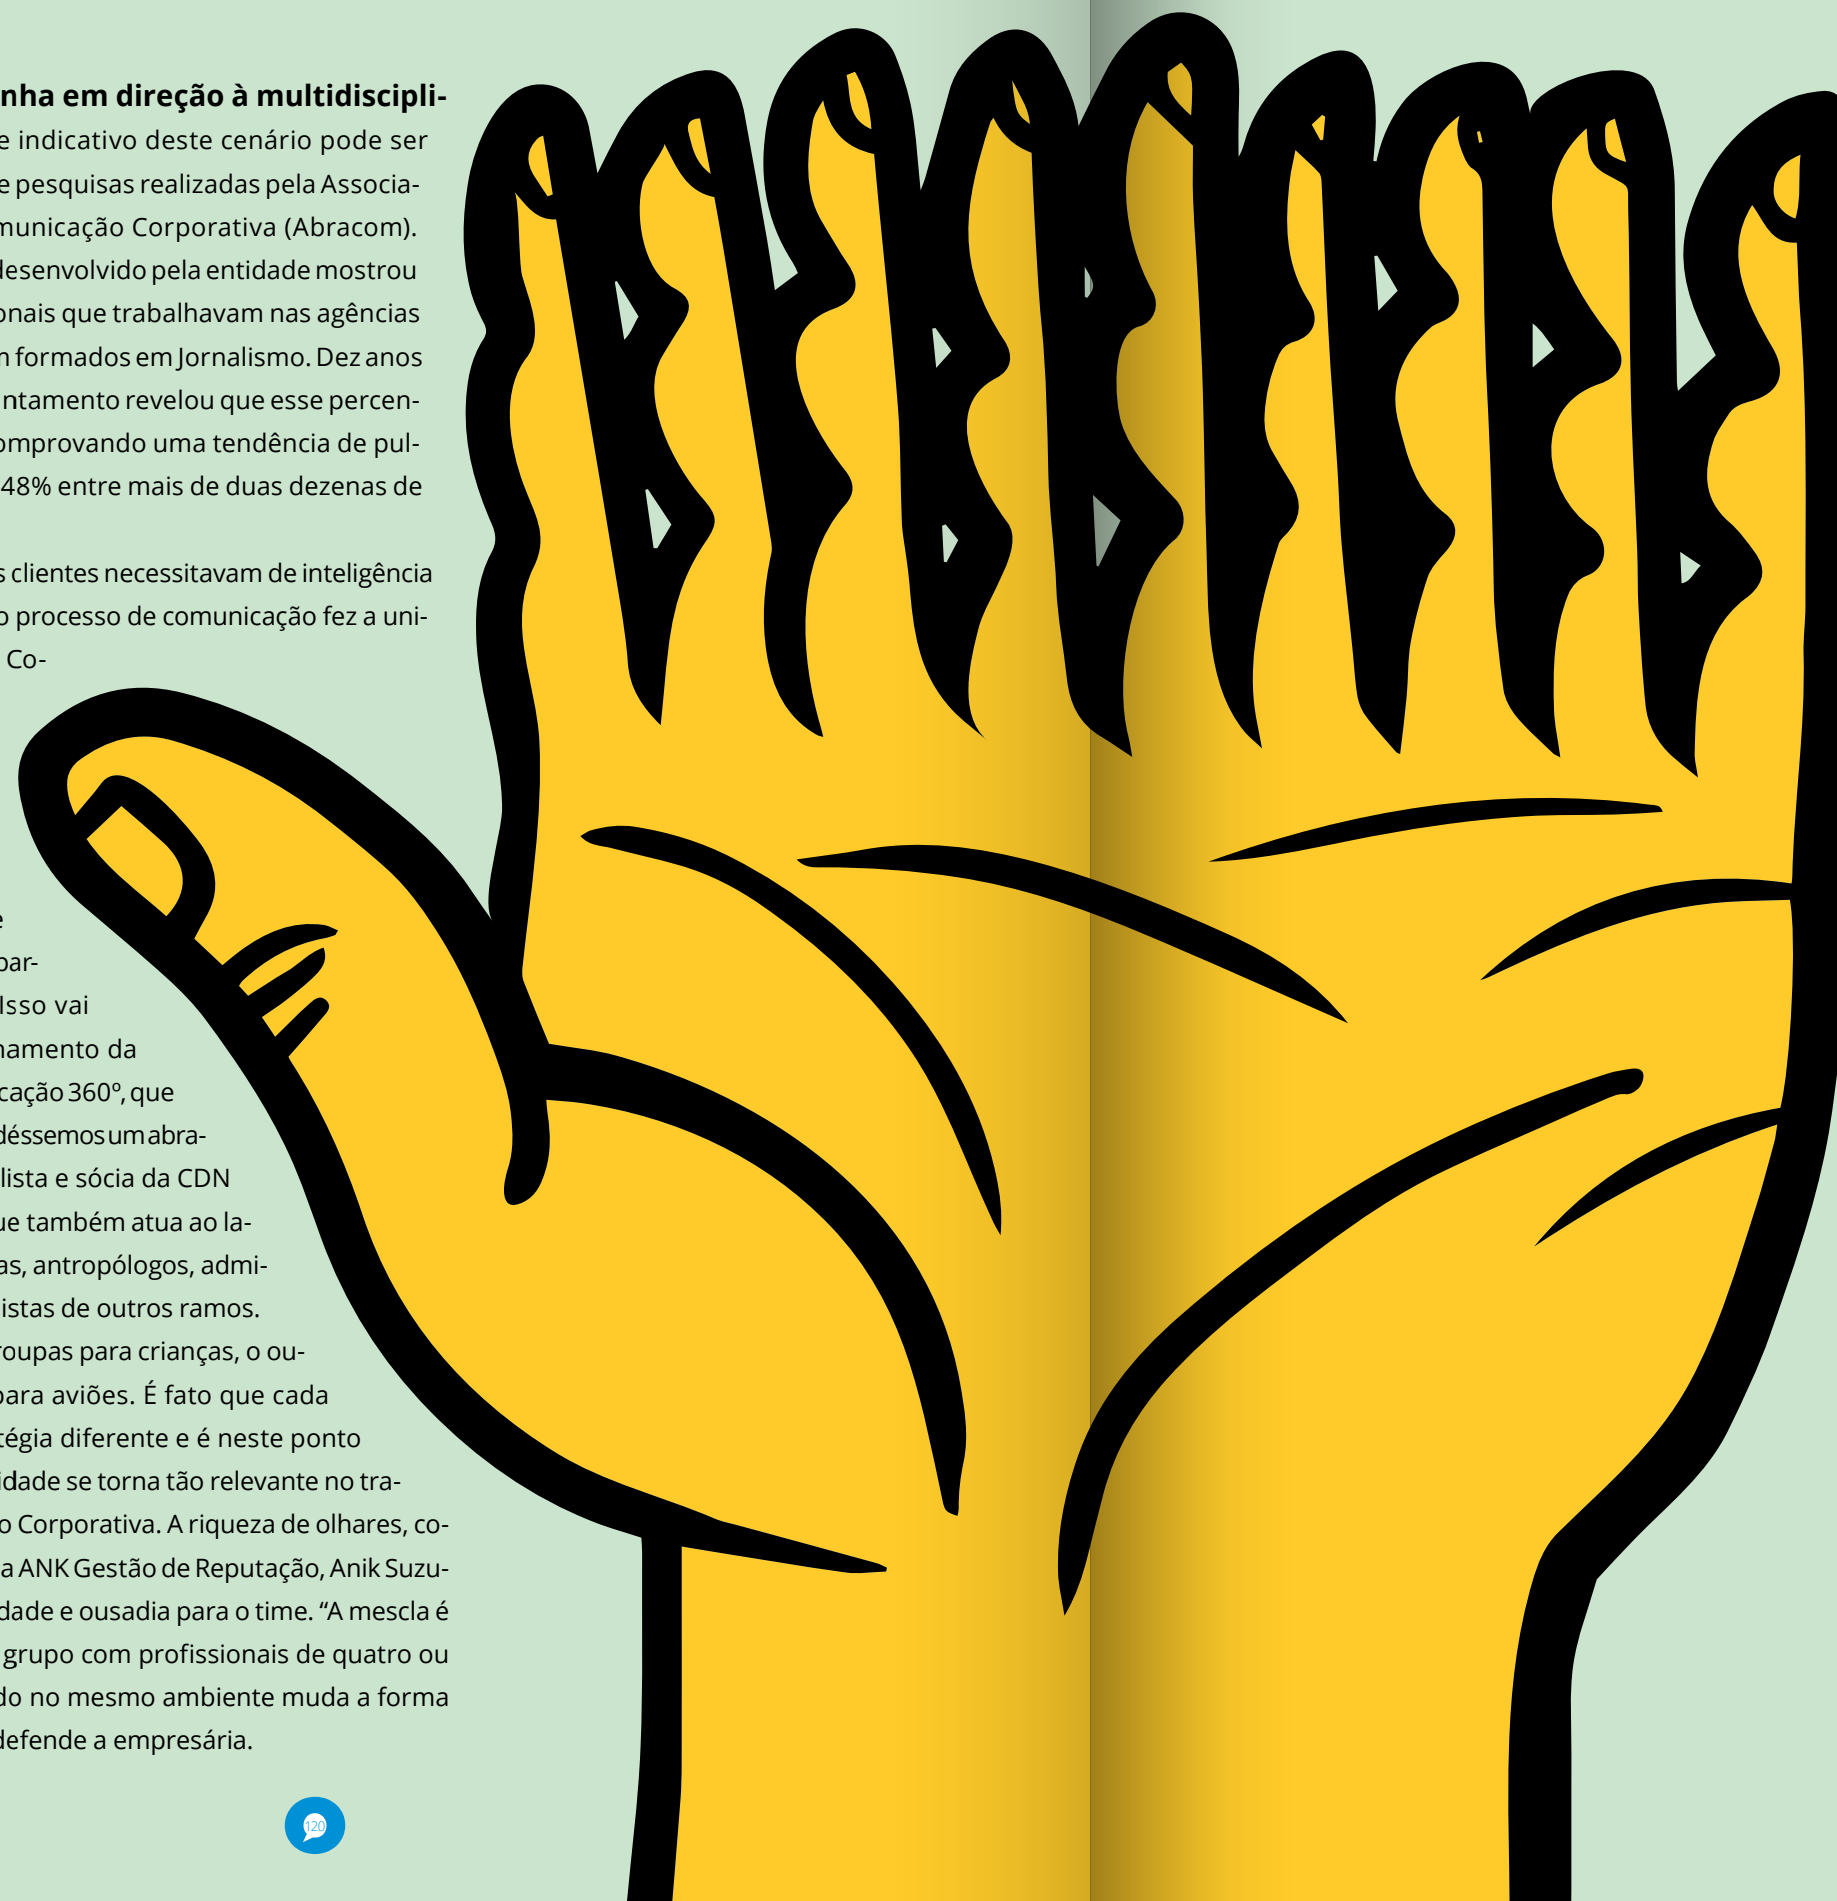 nha em direção à multidiscipli-
e indicativo deste cenário pode ser
e pesquisas realizadas pela Associa-
municação Corporativa (Abracom).
desenvolvido pela entidade mostrou
onais que trabalhavam nas agências
m formados em Jornalismo. Dez anos
ntamento revelou que esse percen-
omprovando uma tendência de pul-
48% entre mais de duas dezenas de
s clientes necessitavam de inteligência
o processo de comunicação fez a uni-
Co-
e
par-
Isso vai
namento da
cação 360º, que
déssemos um abra-
lista e sócia da CDN
ue também atua ao la-
as, antropólogos, admi-
istas de outros ramos.
roupas para crianças, o ou-
para aviões. É fato que cada
tégia diferente e é neste ponto
idade se torna tão relevante no tra-
o Corporativa. A riqueza de olhares, co-
a ANK Gestão de Reputação, Anik Suzu-
dade e ousadia para o time. “A mescla é
grupo com profissionais de quatro ou
do no mesmo ambiente muda a forma
defende a empresária.
120